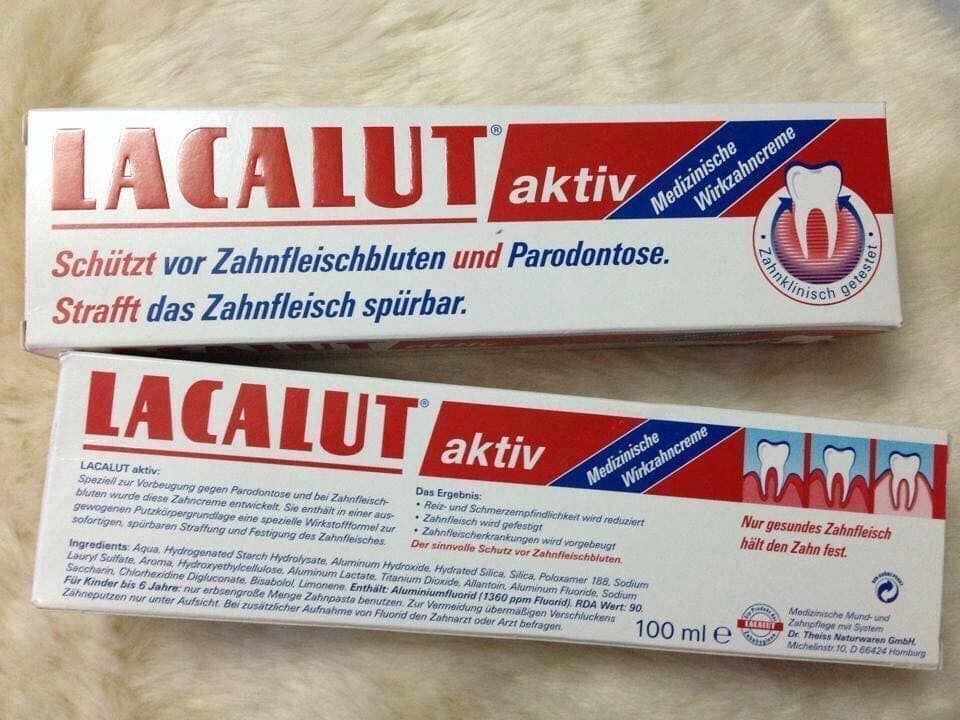 LACALUT®
aktiv
Medizinische
Wirkzahncreme
Schützt vor Zahnfleischbluten und Parodontose.
Strafft das Zahnfleisch spürbar.
• Zahnklinisch getestet •
LACALUT®
aktiv
Medizinische
Wirkzahncreme
LACALUT aktiv:
Speziell zur Vorbeugung gegen Parodontose und bei Zahnfleisch-
bluten wurde diese Zahncreme entwickelt. Sie enthält in einer aus-
gewogenen Putzkörpergrundlage eine spezielle Wirkstoffformel zur
sofortigen, spürbaren Straffung und Festigung des Zahnfleisches.
Das Ergebnis:
• Reiz- und Schmerzempfindlichkeit wird reduziert
• Zahnfleisch wird gefestigt
• Zahnfleischerkrankungen wird vorbeugt
Der sinnvolle Schutz vor Zahnfleischbluten.
Nur gesundes Zahnfleisch
hält den Zahn fest.
Ingredients: Aqua, Hydrogenated Starch Hydrolysate, Aluminum Hydroxide, Hydrated Silica, Silica, Poloxamer 188, Sodium
Lauryl Sulfate, Aroma, Hydroxyethylcellulose, Aluminum Lactate, Titanium Dioxide, Allantoin, Aluminum Fluoride, Sodium
Saccharin, Chlorhexidine Digluconate, Bisabolol, Limonene. Enthält: Aluminiumfluorid (1360 ppm Fluorid). RDA Wert: 90.
Für Kinder bis 6 Jahre: nur erbsengroße Menge Zahnpasta benutzen. Zur Vermeidung übermäßigen Verschluckens
Zähneputzen nur unter Aufsicht. Bei zusätzlicher Aufnahme von Fluorid den Zahnarzt oder Arzt befragen.
100 ml e
LACALUT
Medizinische Mund- und
Zahnpflege mit System
Dr. Theiss Naturwaren GmbH.
Michelinstr. 10, D 66424 Homburg